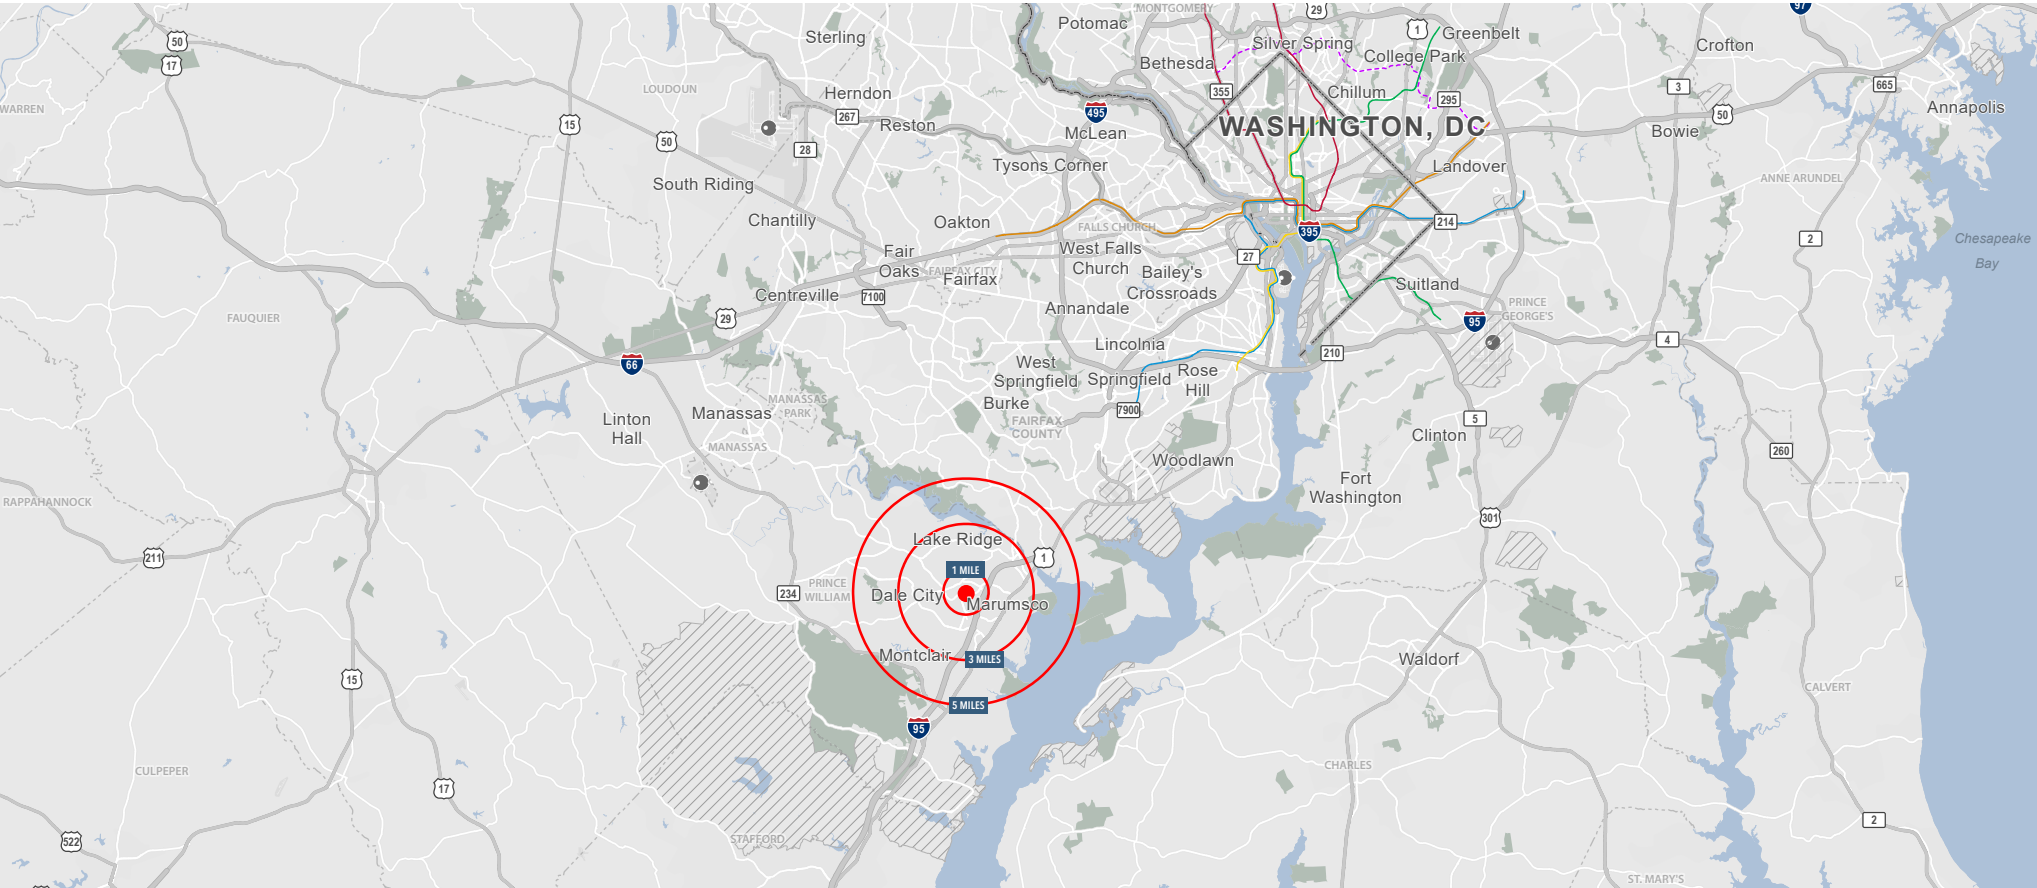 97
29
MONTGOMERY
Potomac
1
Greenbelt
Sterling
50
Silver Spring
Crofton
College Park
17
Bethesda
LOUDOUN
3
665
355
Chillum
Herndon
295
WARREN
Annapolis
267
495
50
15
Reston
McLean
WASHINGTON, DC
Bowie
50
28
Tysons Corner
Landover
South Riding
ANNE ARUNDEL
Chantilly
Oakton
214
FALLS CHURCH
395
2
Chesapeake
Bay
West Falls
Church
Fair
Oaks
27
FAIRFAX CITY
Fairfax
Bailey's
Crossroads
Suitland
Centreville
7100
Annandale
PRINCE
GEORGE'S
FAUQUIER
29
95
Lincolnia
4
210
66
West
Springfield
Springfield
Rose
Hill
MANASSAS
PARK
Burke
7900
Linton
Hall
Manassas
FAIRFAX
COUNTY
5
Clinton
MANASSAS
260
Woodlawn
Fort
Washington
RAPPAHANNOCK
301
Lake Ridge
211
1
1 MILE
PRINCE
WILLIAM
234
Dale City
Marumsco
Montclair
3 MILES
Waldorf
15
CALVERT
5 MILES
95
CHARLES
CULPEPER
17
2
STAFFORD
522
ST. MARY'S